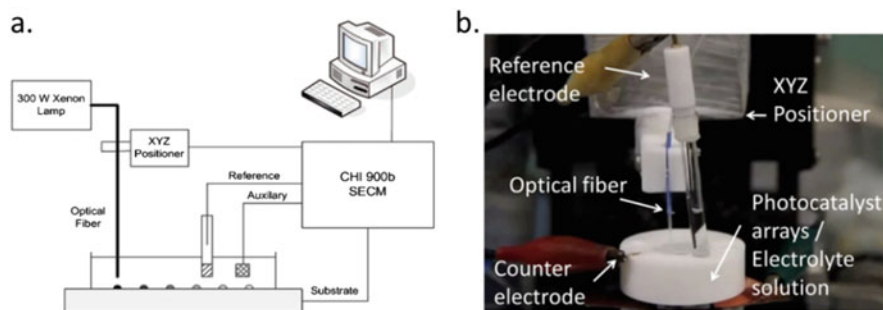 a.
300 W Xenon
Lamp
XYZ
Positioner
Optical
Fiber
Reference
Auxilary
CHI 900b
SECM
Substrate
b.
Reference
electrode
XYZ
Positioner
Optical fiber
Photocatalyst
arrays /
Electrolyte
solution
Counter
electrode